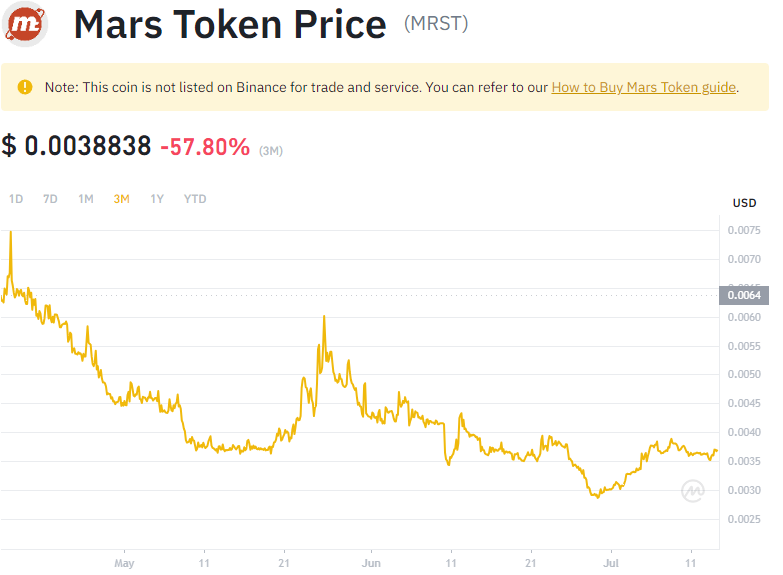 m
Mars Token Price (MRST)
Note: This coin is not listed on Binance for trade and service. You can refer to our How to Buy Mars Token guide.
$ 0.0038838 -57.80% (3M)
1D 7D 1M 3M 1Y YTD
USD
0.0075
0.0070
0.0064
0.0060
0.0055
0.0050
0.0045
0.0040
0.0035
0.0030
0.0025
May 11 21 Jun 11 21 Jul 11